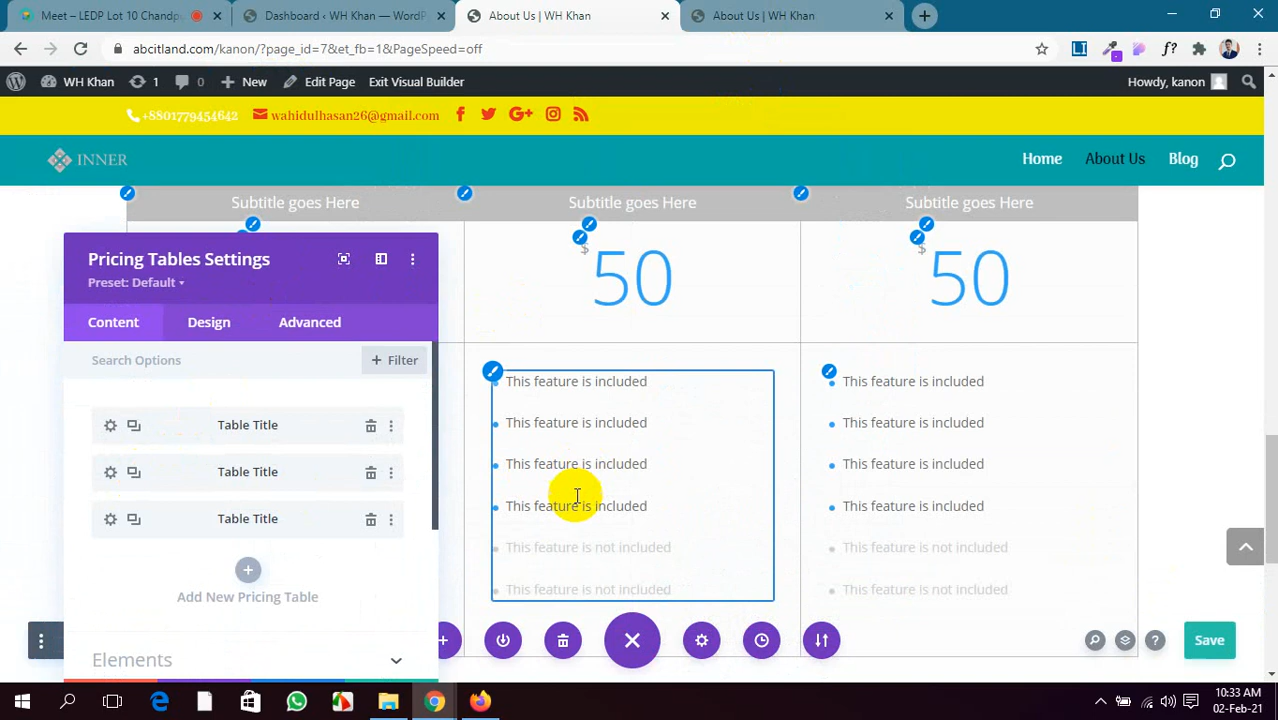 Meet – LEDP Lot 10 Chandp
Dashboard ‹ WH Khan — WordP
About Us | WH Khan
About Us | WH Khan
abcitland.com/kanon/?page_id=7&et_fb=1&PageSpeed=off
WH Khan
1
0
New
Edit Page
Exit Visual Builder
Howdy, kanon
+8801779454642
wahidulhasan26@gmail.com
INNER
Home
About Us
Blog
Subtitle goes Here
Subtitle goes Here
Subtitle goes Here
$
50
$
50
Pricing Tables Settings
Preset: Default
Content
Design
Advanced
Search Options
+ Filter
Table Title
Table Title
Table Title
Add New Pricing Table
Elements
This feature is included
This feature is included
This feature is included
This feature is included
This feature is not included
This feature is not included
This feature is included
This feature is included
This feature is included
This feature is included
This feature is not included
This feature is not included
Save
10:33 AM
02-Feb-21